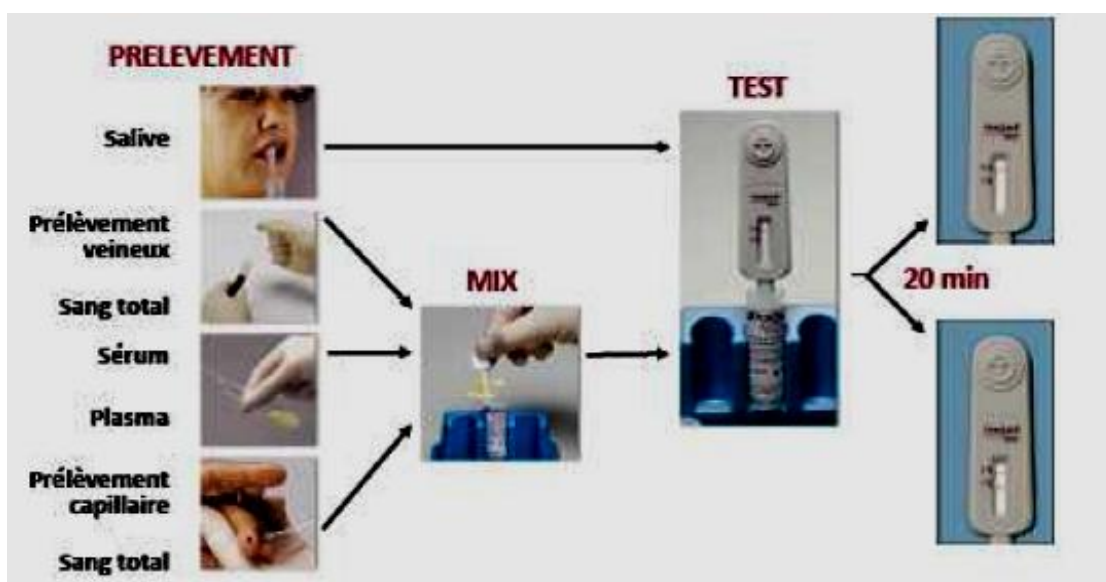 PRELEVEMENT
Salive
Prélèvement
veineux
Sang total
Sérum
Plasma
Prélèvement
capillaire
Sang total
MIX
TEST
20 min